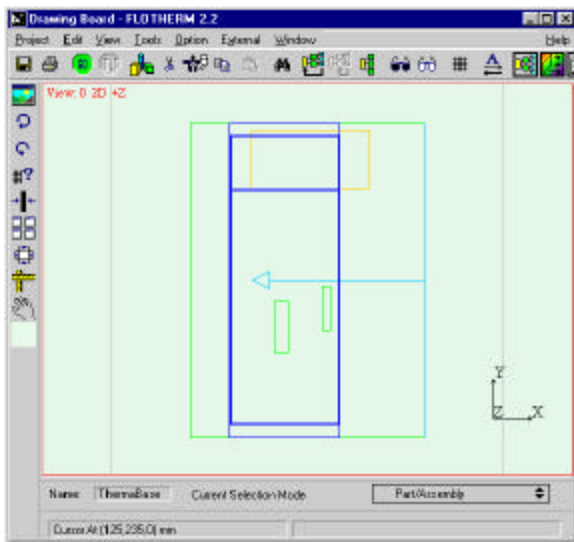 Drawing Board - FLOTHERM 2.2
Project Edit View Tools Option External Window Help
View: 0 2D +Z
Y
Z X
Name: ThermaBase Current Selection Mode Part/Assembly
Cursor At (125,235,0) mm